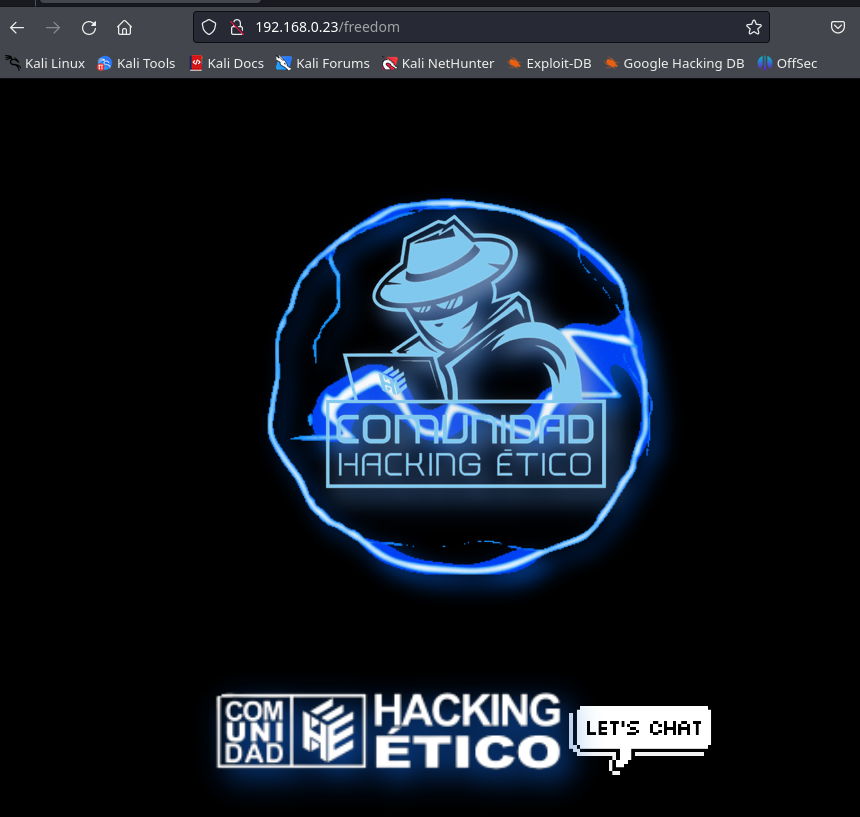 192.168.0.23/freedom
Kali Linux Kali Tools Kali Docs Kali Forums Kali NetHunter Exploit-DB Google Hacking DB OffSec
COMUNIDAD
HACKING ÉTICO
COM
UNI
DAD
HACKING
ÉTICO
LET'S CHAT